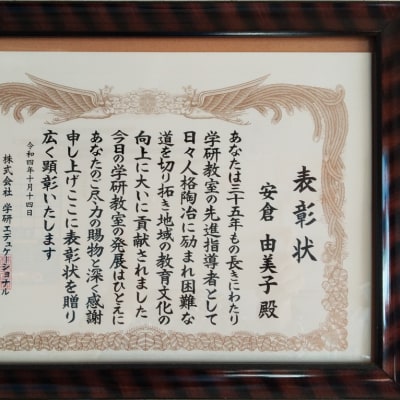 表彰状
安倉 由美子 殿
あなたは三十五年もの長きにわたり
学研教室の先進指導者として
日々人格陶冶に励まれ困難な
道を切り拓き地域の教育文化の
向上に大いに貢献されました
今日の学研教室の発展はひとえに
あなたのご尽力の賜物と深く感謝
申し上げここに表彰状を贈り
広く顕彰いたします
令和四年十月十四日
株式会社 学研エデュケーショナル